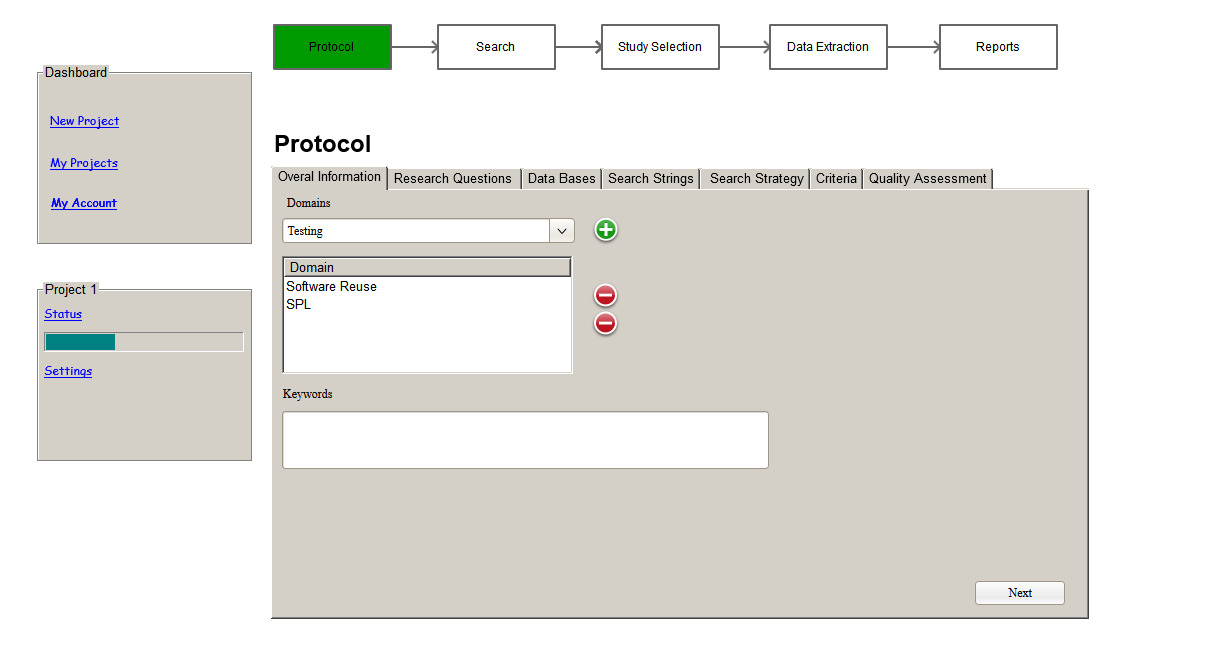 Protocol
Search
Study Selection
Data Extraction
Reports
Dashboard
New Project
My Projects
My Account
Project 1
Status
Settings
Protocol
Overal Information
Research Questions
Data Bases
Search Strings
Search Strategy
Criteria
Quality Assessment
Domains
Testing
Domain
Software Reuse
SPL
Keywords
Next